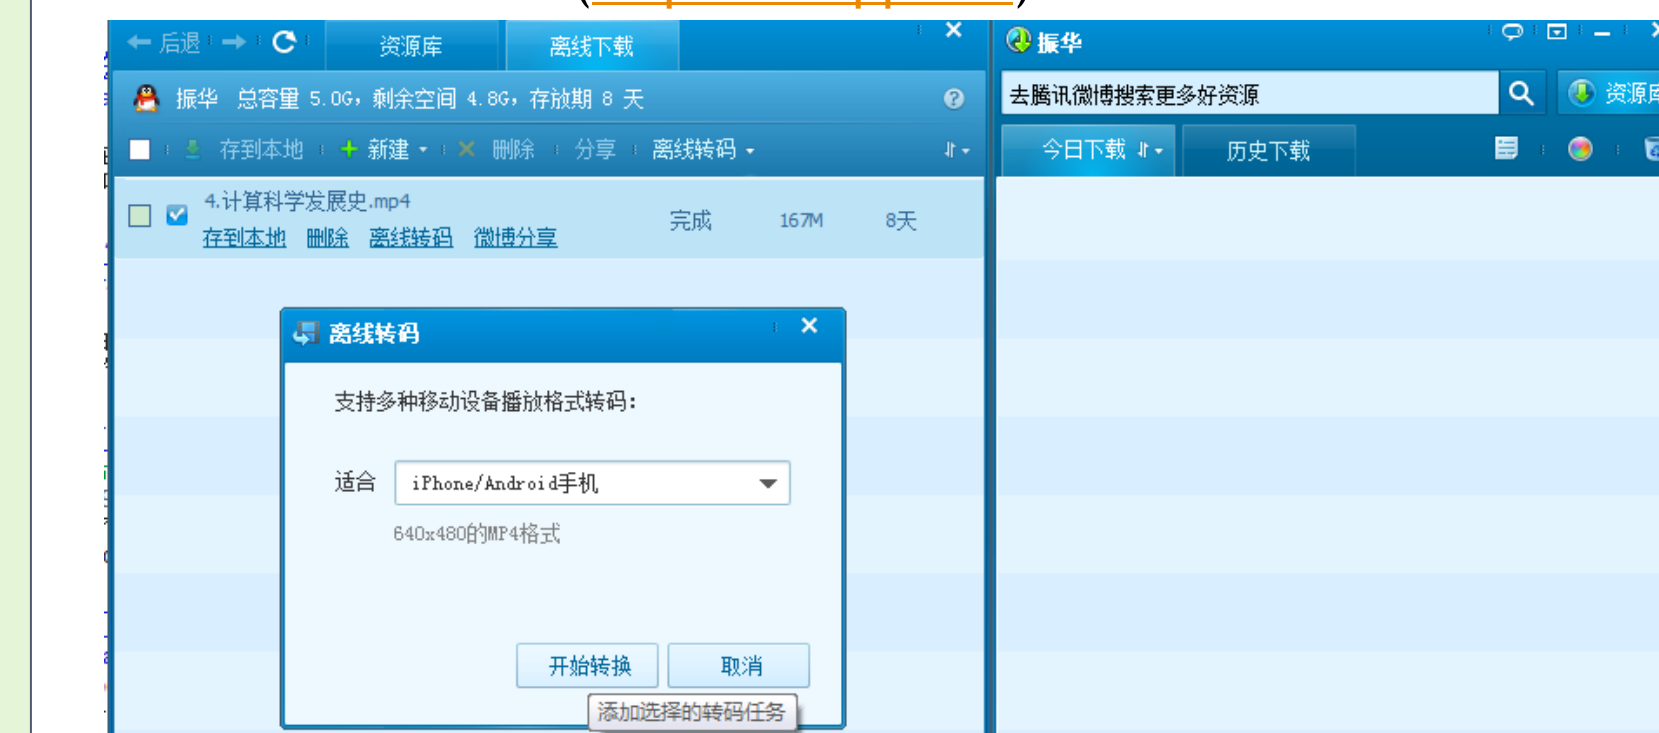 后退
资源库
离线下载
振华 总容量 5.0G，剩余空间 4.8G，存放期 8 天
存到本地 新建 删除 分享 离线转码
4.计算科学发展史.mp4
完成 167M 8天
存到本地 删除 离线转码 微博分享
离线转码
支持多种移动设备播放格式转码：
适合 iPhone/Android手机
640x480的MP4格式
开始转换 取消
添加选择的转码任务
振华
去腾讯微博搜索更多好资源
资源库
今日下载 历史下载